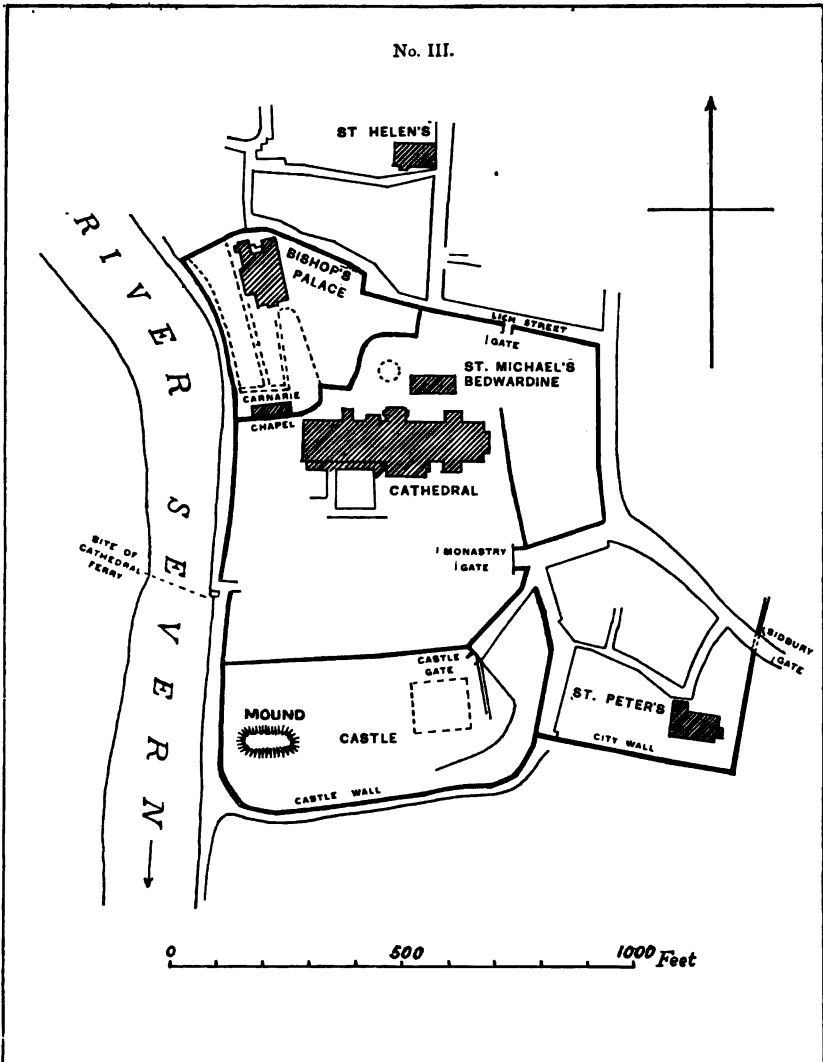 No. III.
ST HELEN'S
RIVER SEVERN
BISHOP'S
PALACE
LICH STREET
GATE
ST. MICHAEL'S
BEDWARDINE
CARNARIE
CHAPEL
CATHEDRAL
SITE OF
CATHEDRAL
FERRY
MONASTRY
GATE
SIDBURY
GATE
CASTLE
GATE
ST. PETER'S
MOUND
CASTLE
CITY WALL
CASTLE WALL
0 500 1000 Feet